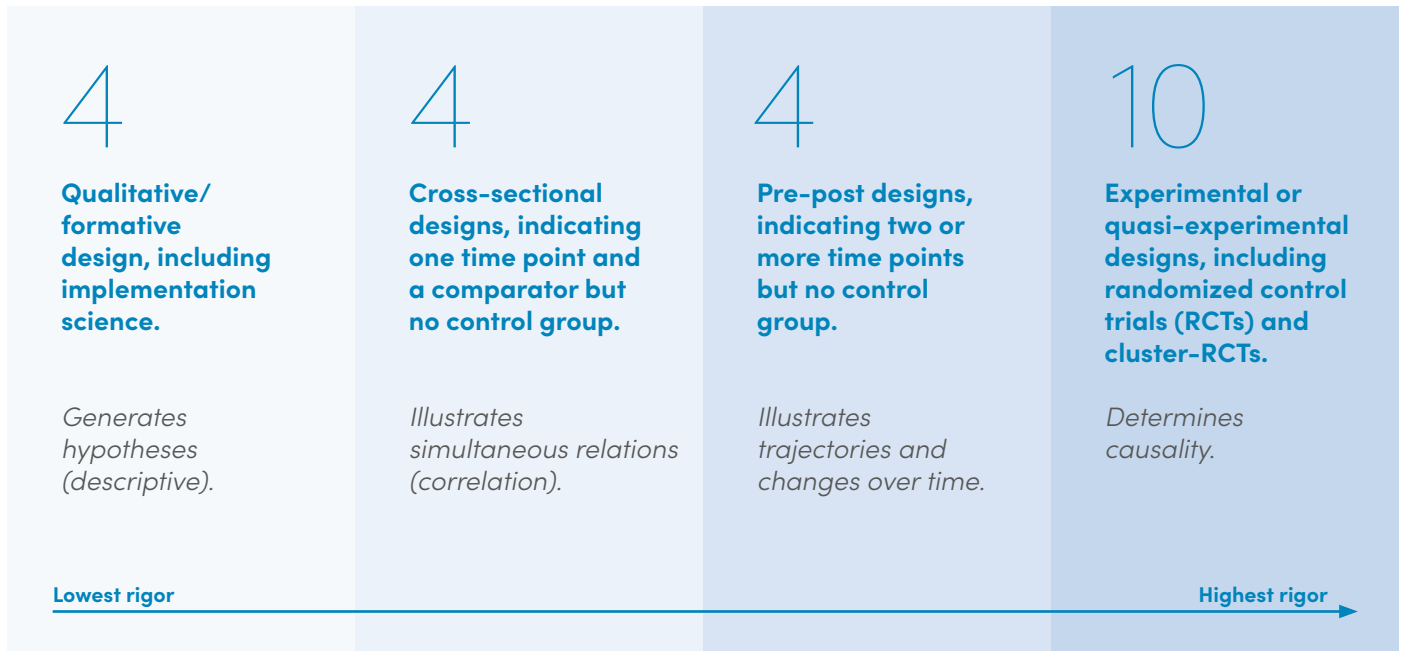 4
Qualitative/
formative
design, including
implementation
science.
Generates
hypotheses
(descriptive).
4
Cross-sectional
designs, indicating
one time point and
a comparator but
no control group.
Illustrates
simultaneous relations
(correlation).
4
Pre-post designs,
indicating two or
more time points
but no control
group.
Illustrates
trajectories and
changes over time.
10
Experimental or
quasi-experimental
designs, including
randomized control
trials (RCTs) and
cluster-RCTs.
Determines
causality.
Lowest rigor
Highest rigor